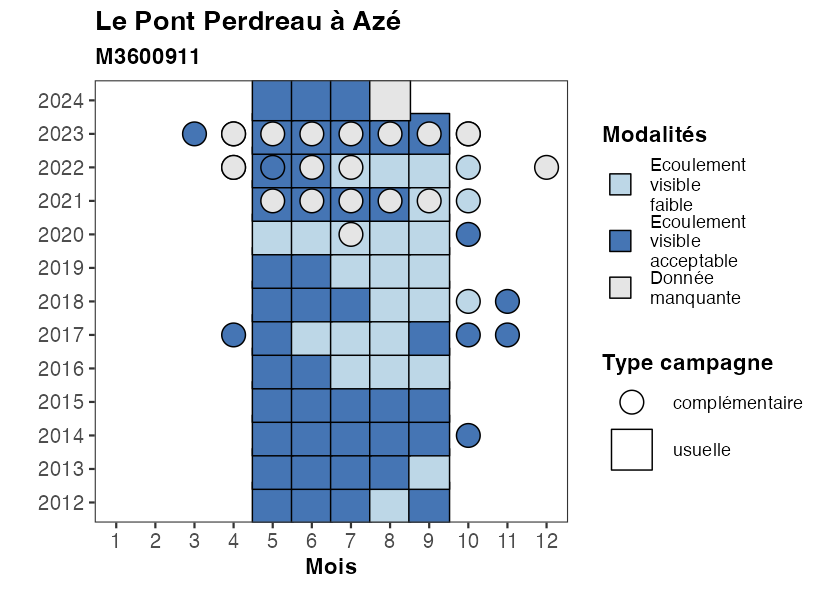 Le Pont Perdreau à Azé
M3600911
2024
2023
2022
2021
2020
2019
2018
2017
2016
2015
2014
2013
2012
1 2 3 4 5 6 7 8 9 10 11 12
Mois
Modalités
Ecoulement
visible
faible
Ecoulement
visible
acceptable
Donnée
manquante
Type campagne
complémentaire
usuelle